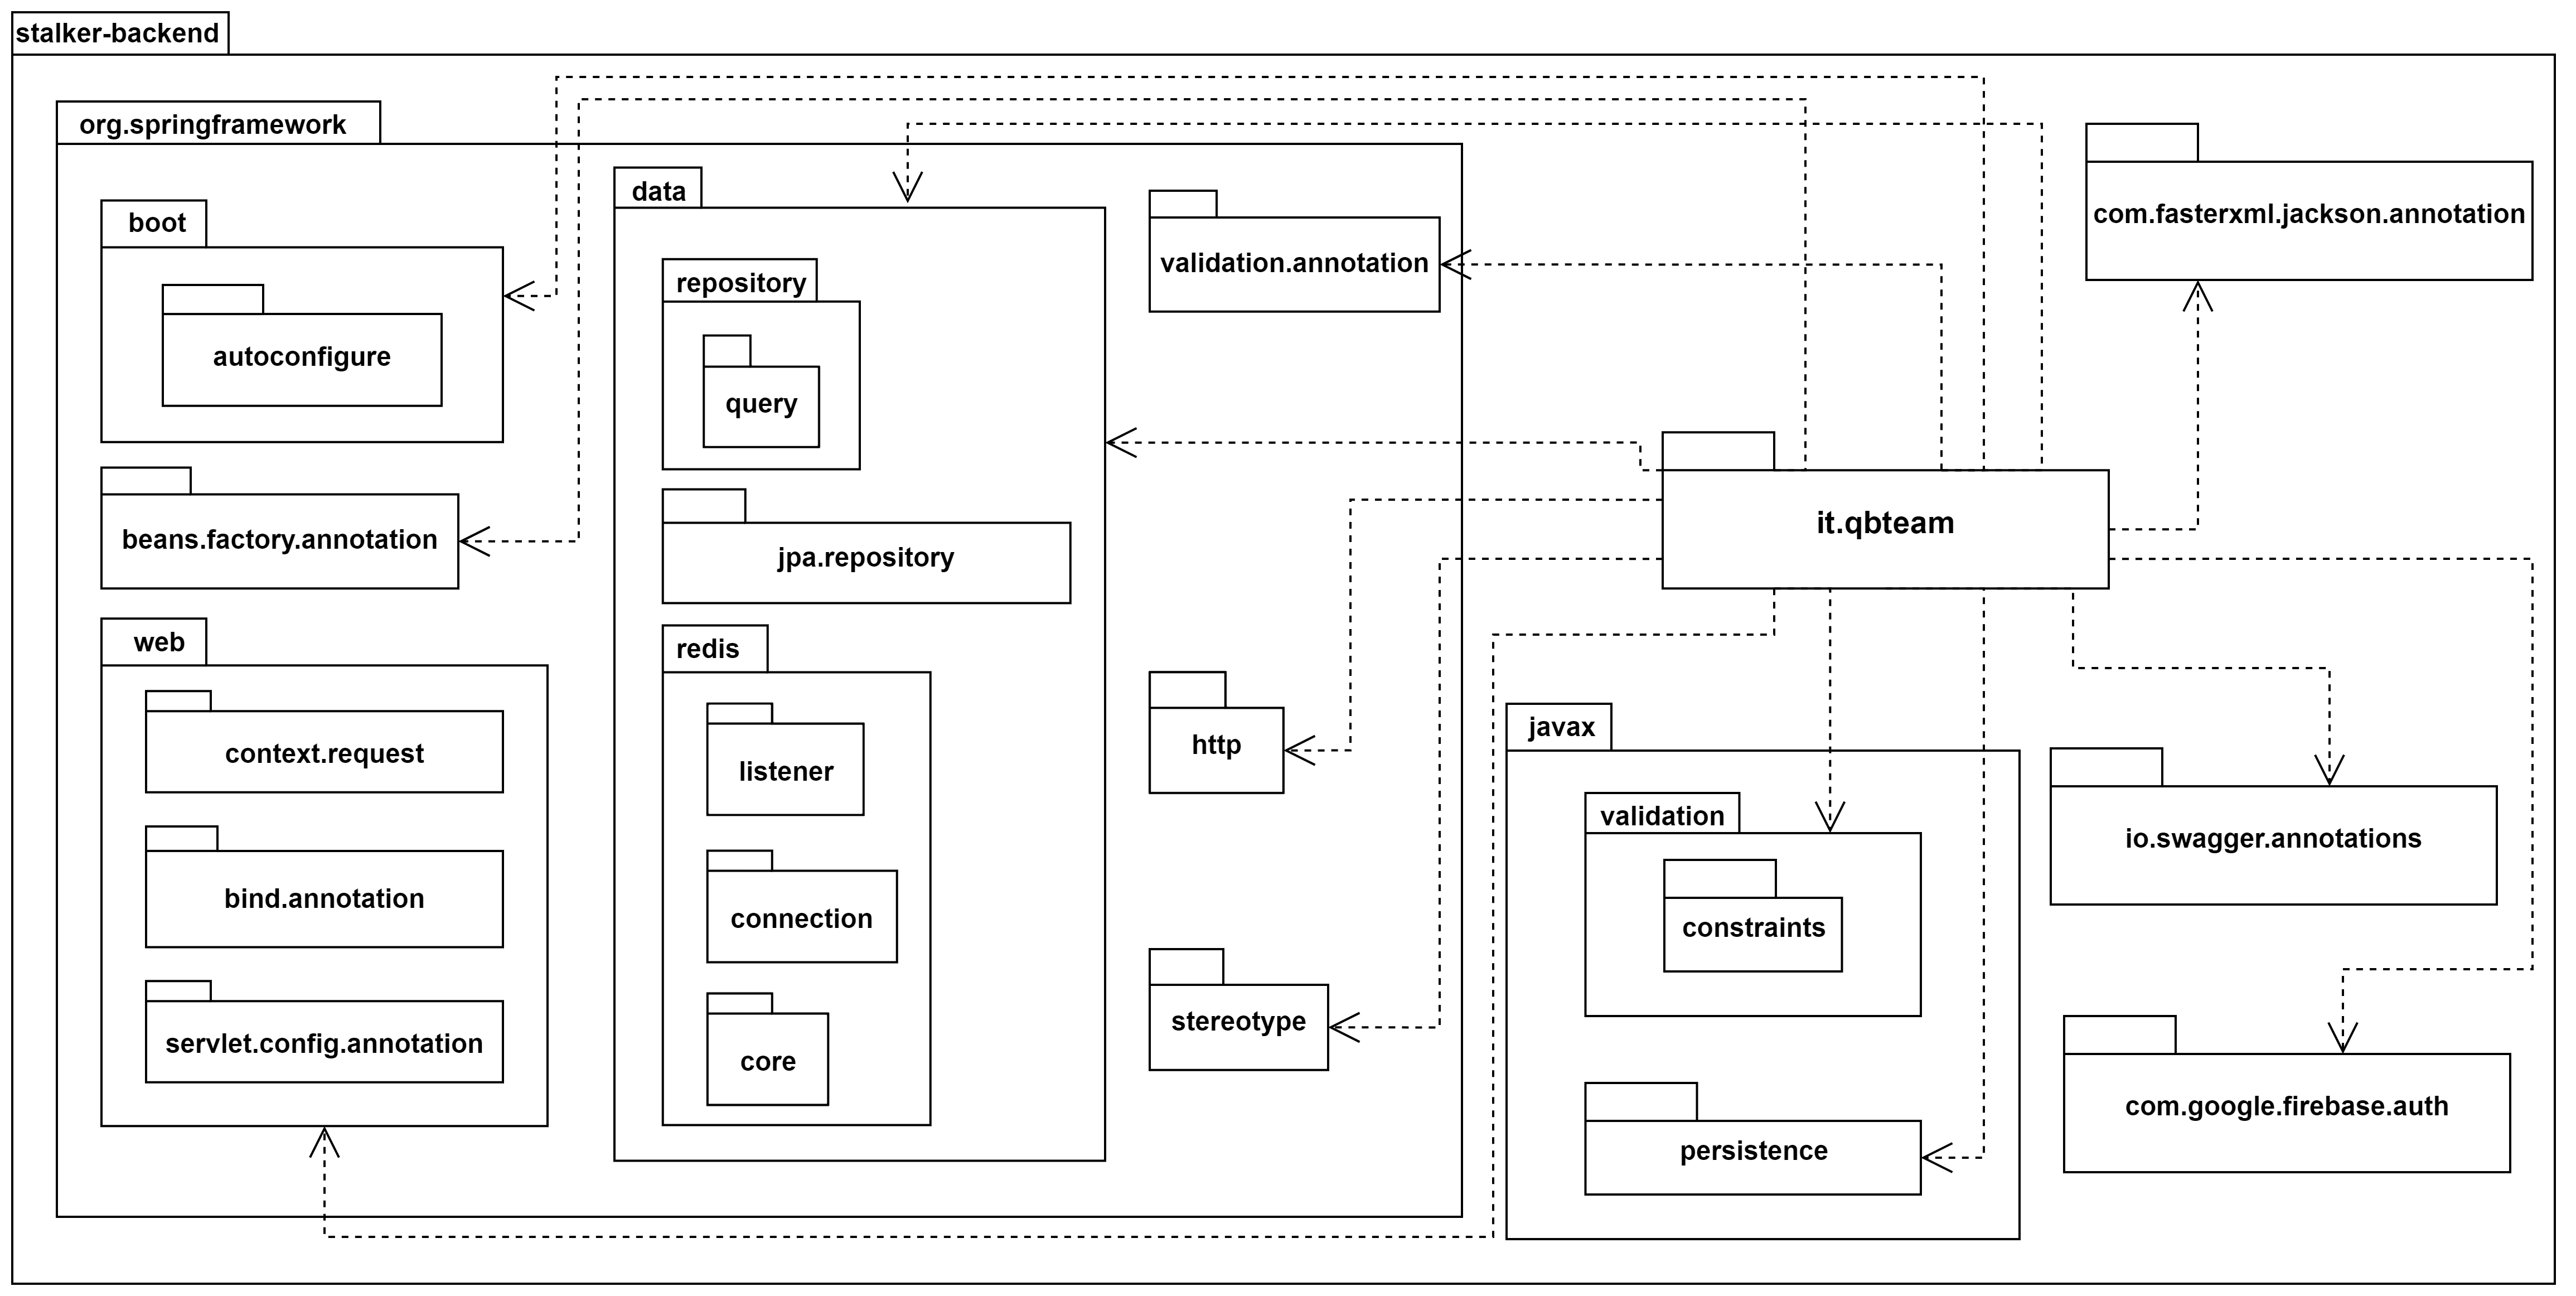 stalker-backend
org.springframework
boot
autoconfigure
beans.factory.annotation
web
context.request
bind.annotation
servlet.config.annotation
data
repository
query
jpa.repository
redis
listener
connection
core
validation.annotation
http
stereotype
it.qbteam
javax
validation
constraints
persistence
com.fasterxml.jackson.annotation
io.swagger.annotations
com.google.firebase.auth